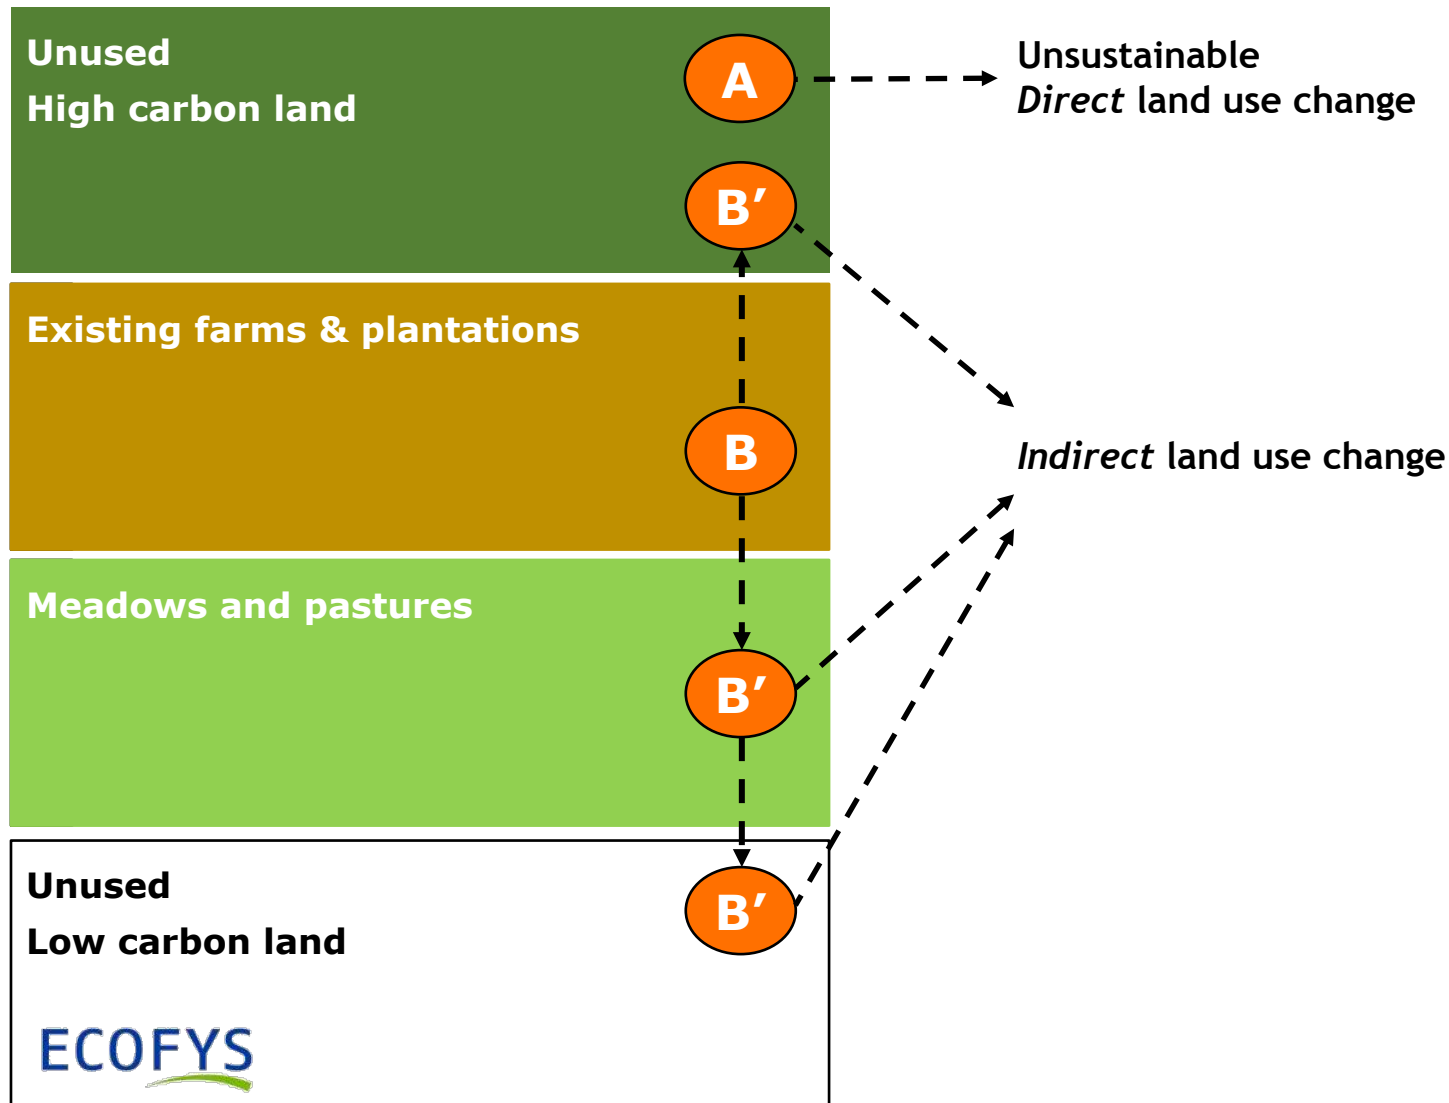 Unused
High carbon land
A
Unsustainable
Direct land use change
B′
Existing farms & plantations
B
Indirect land use change
Meadows and pastures
B′
Unused
Low carbon land
B′
ECOFYS